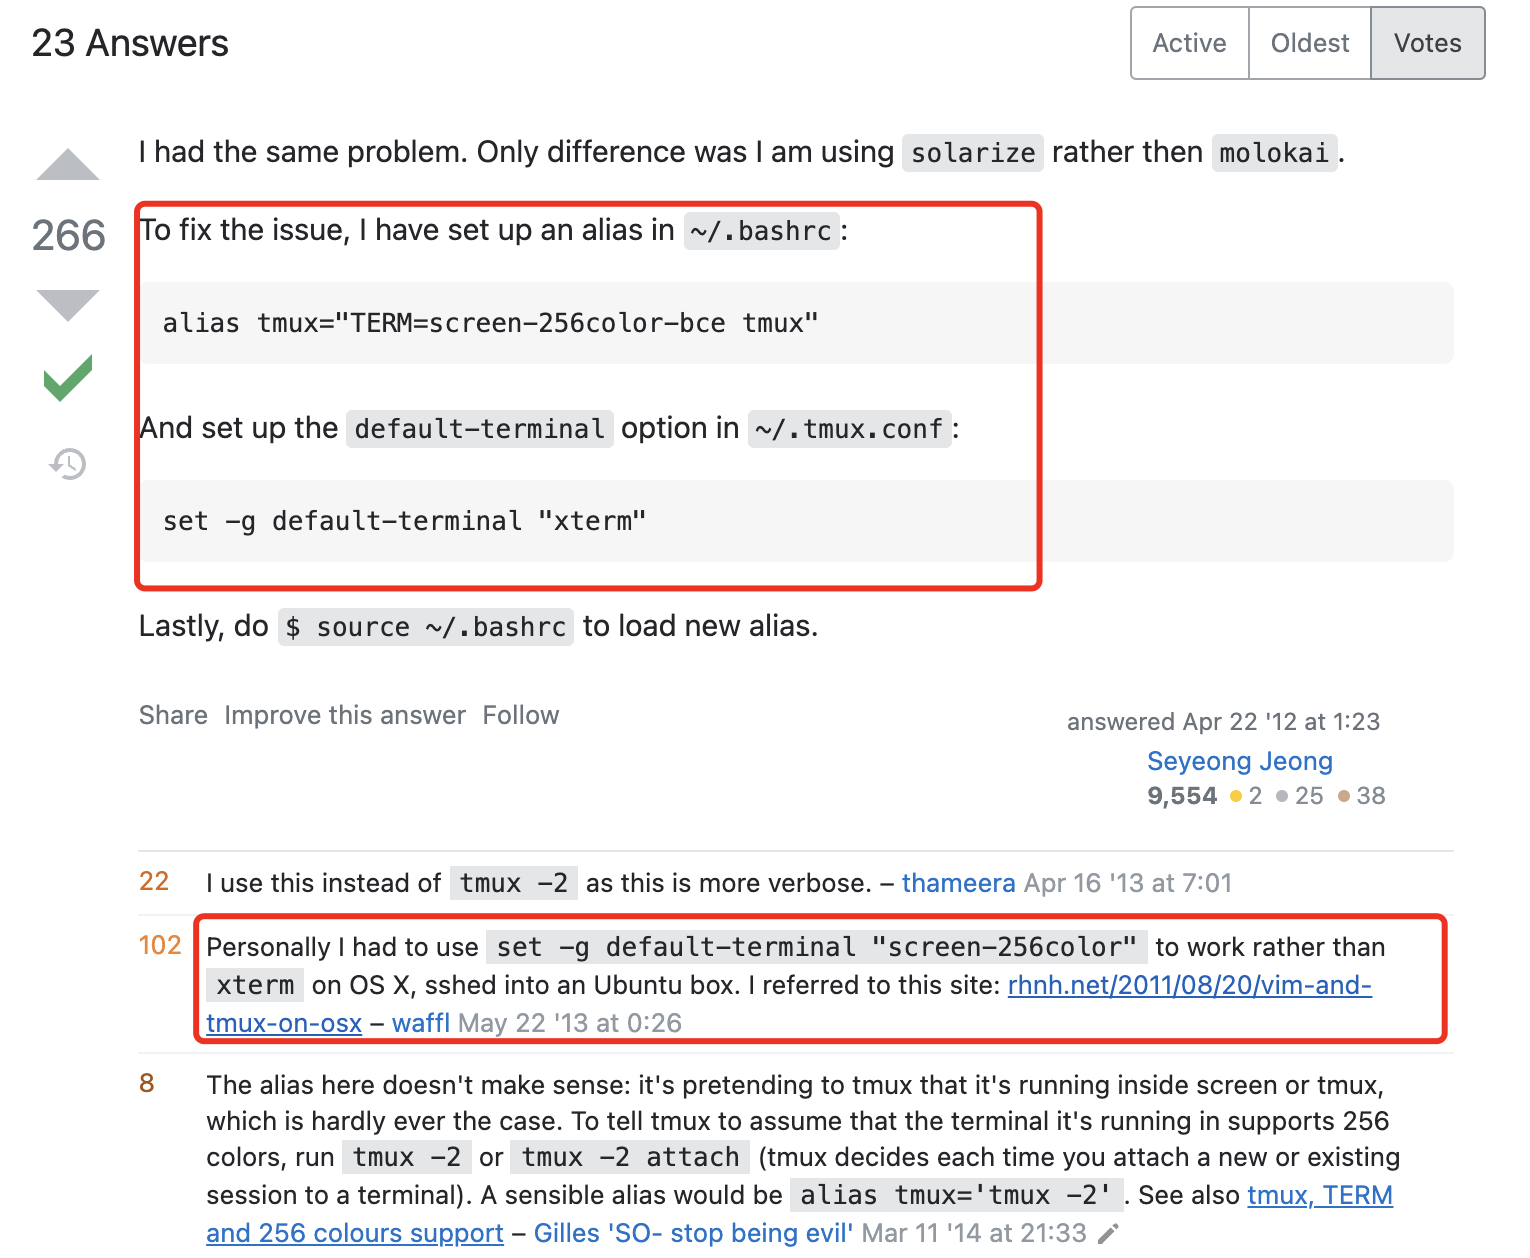 23 Answers
Active Oldest Votes
I had the same problem. Only difference was I am using solarize rather then molokai.
266
To fix the issue, I have set up an alias in ~/.bashrc:
alias tmux="TERM=screen-256color-bce tmux"
And set up the default-terminal option in ~/.tmux.conf:
set -g default-terminal "xterm"
Lastly, do $ source ~/.bashrc to load new alias.
Share Improve this answer Follow
answered Apr 22 '12 at 1:23
Seyeong Jeong
9,554 2 25 38
22 I use this instead of tmux -2 as this is more verbose. – thameera Apr 16 '13 at 7:01
102 Personally I had to use set -g default-terminal "screen-256color" to work rather than
xterm on OS X, sshed into an Ubuntu box. I referred to this site: rhnh.net/2011/08/20/vim-and-
tmux-on-osx – waffl May 22 '13 at 0:26
8 The alias here doesn't make sense: it's pretending to tmux that it's running inside screen or tmux,
which is hardly ever the case. To tell tmux to assume that the terminal it's running in supports 256
colors, run tmux -2 or tmux -2 attach (tmux decides each time you attach a new or existing
session to a terminal). A sensible alias would be alias tmux='tmux -2'. See also tmux, TERM
and 256 colours support – Gilles 'SO- stop being evil' Mar 11 '14 at 21:33